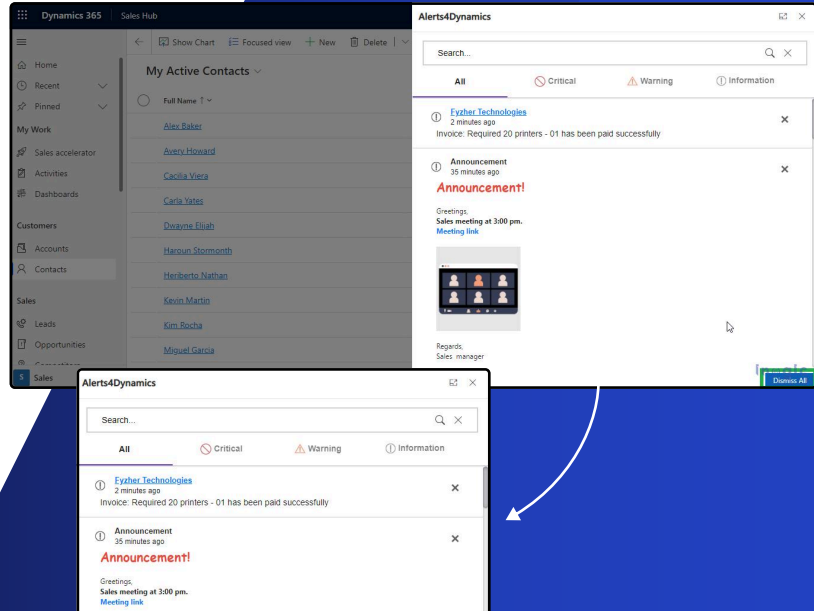 Dynamics 365
Sales Hub
Home
Recent
Pinned
My Work
Sales accelerator
Activities
Dashboards
Customers
Accounts
Contacts
Sales
Leads
Opportunities
Sales
Show Chart
Focused view
New
Delete
My Active Contacts
Full Name
Alex Baker
Avery Howard
Cacilia Viera
Carla Yates
Dwayne Elijah
Haroun Stormonth
Heriberto Nathan
Kevin Martin
Kim Rocha
Miguel Garcia
Alerts4Dynamics
Search...
All Critical Warning Information
Fyzher Technologies
2 minutes ago
Invoice: Required 20 printers - 01 has been paid successfully
Announcement
35 minutes ago
Announcement!
Greetings,
Sales meeting at 3:00 pm.
Meeting link
Regards,
Sales manager
Dismiss All
Alerts4Dynamics
Search...
All Critical Warning Information
Fyzher Technologies
2 minutes ago
Invoice: Required 20 printers - 01 has been paid successfully
Announcement
35 minutes ago
Announcement!
Greetings,
Sales meeting at 3:00 pm.
Meeting link